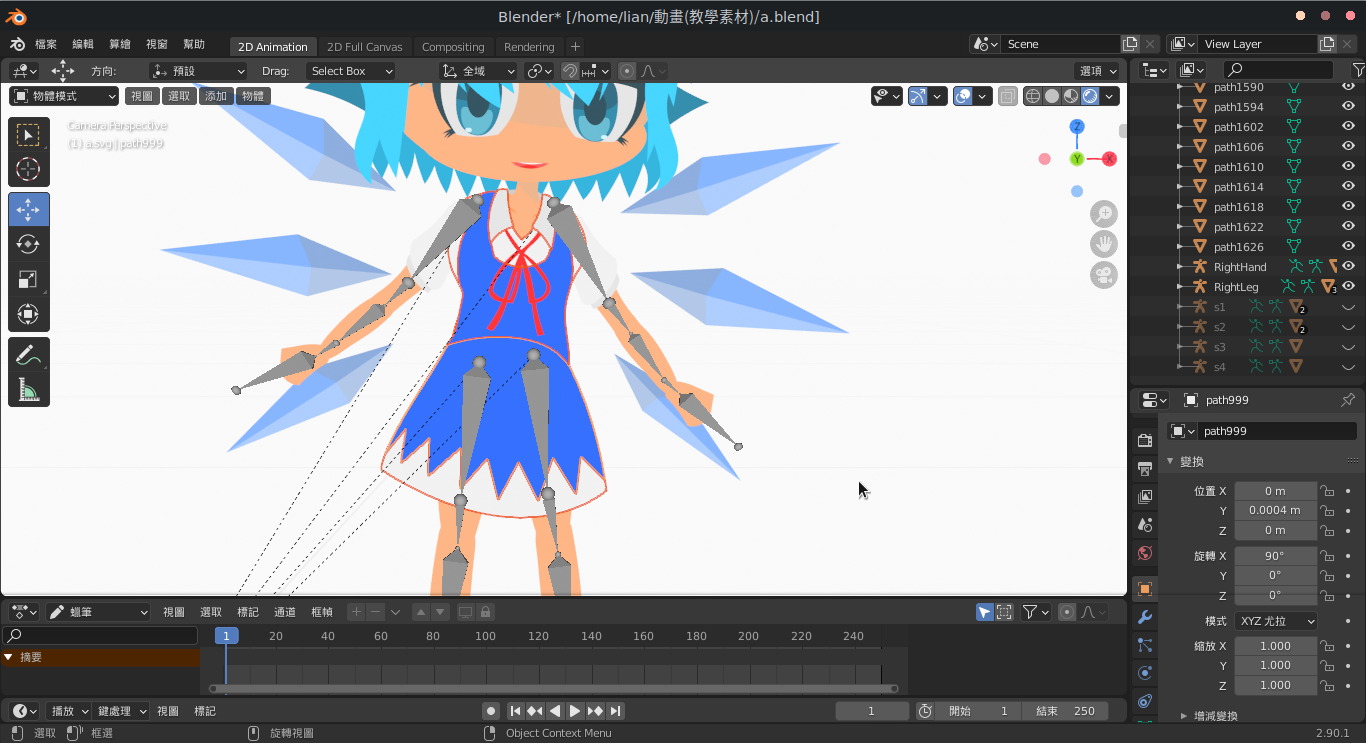 Blender* [/home/lian/動畫(教學素材)/a.blend]
檔案 編輯 算繪 視窗 幫助 2D Animation 2D Full Canvas Compositing Rendering + Scene View Layer
方向: 預設 Drag: Select Box 全域 選項
物體模式 視圖 選取 添加 物體
Camera Perspective
(1) a.svg | path999
Z
Y
X
path1590
path1594
path1602
path1606
path1610
path1614
path1618
path1622
path1626
RightHand
RightLeg 3
s1 2
s2 2
s3
s4
path999
path999
變換
位置 X 0 m
Y 0.0004 m
Z 0 m
旋轉 X 90°
Y 0°
Z 0°
模式 XYZ 尤拉
縮放 X 1.000
Y 1.000
Z 1.000
增減變換
蠟筆 視圖 選取 標記 通道 框幀
1 20 40 60 80 100 120 140 160 180 200 220 240
摘要
播放 鍵處理 視圖 標記 1 開始 1 結束 250
選取 框選 旋轉視圖 Object Context Menu 2.90.1